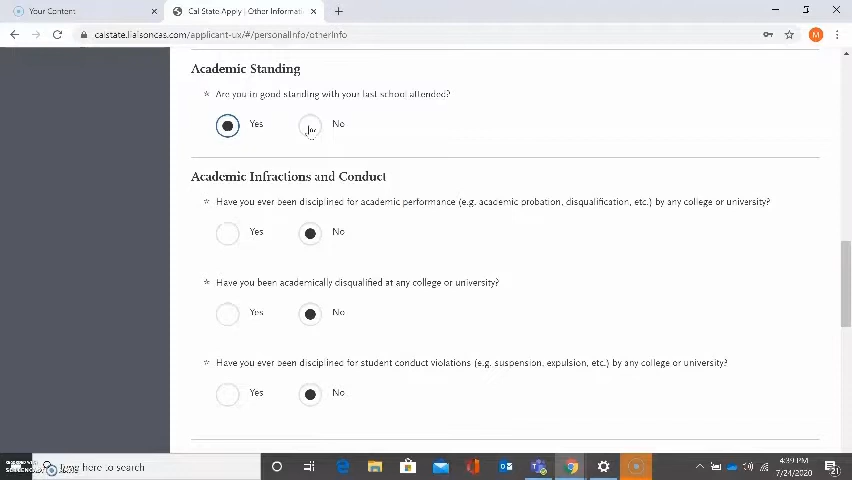 Your Content
Cal State Apply | Other Informati
calstate.liaisoncas.com/applicant-ux/#/personalInfo/otherInfo
M
Academic Standing
* Are you in good standing with your last school attended?
Yes No
Academic Infractions and Conduct
* Have you ever been disciplined for academic performance (e.g. academic probation, disqualification, etc.) by any college or university?
Yes No
* Have you been academically disqualified at any college or university?
Yes No
* Have you ever been disciplined for student conduct violations (e.g. suspension, expulsion, etc.) by any college or university?
Yes No
RECORDED WITH
here to search
4:39 PM
7/24/2020
21